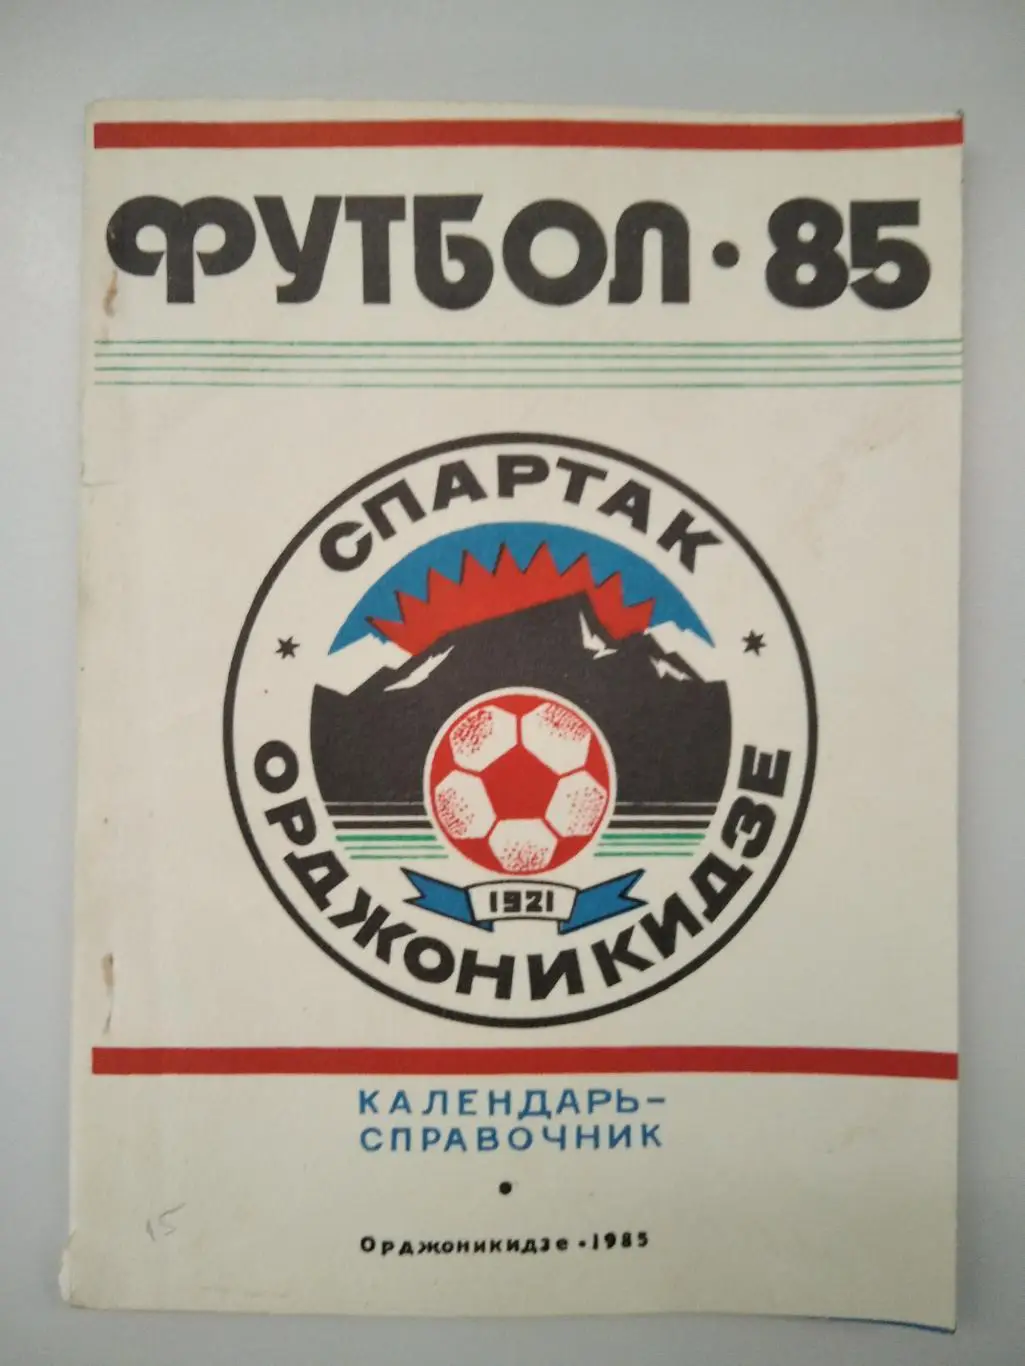 ФУТБОЛ · 85
СПАРТАК
ОРДЖОНИКИДЗЕ
1921
КАЛЕНДАРЬ-
СПРАВОЧНИК
Орджоникидзе · 1985
15